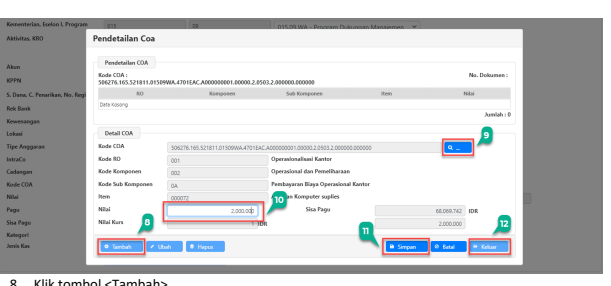 Kementerian, Eselon I, Program 015 09 015.09.WA - Program Dukungan Manajemen
Aktivitas, KRO
Pendetailan Coa
Akun
KPPN
S. Dana, C. Penarikan, No. Regi
Rek Bank
Kewenangan
Lokasi
Tipe Anggaran
IntraCo
Cadangan
Kode COA
Nilai
Pagu
Sisa Pagu
Kategori
Jenis Kas
Pendetailan COA
Kode COA : No. Dokumen :
506276.165.521811.01509WA.4701EAC.A000000001.00000.2.0503.2.000000.000000
RO Komponen Sub Komponen Item Nilai
Data Kosong
Jumlah : 0
Detail COA
9
Kode COA 506276.165.521811.01509WA.4701EAC.A000000001.00000.2.0503.2.000000.000000 ...
Kode RO 001 Operasionalisasi Kantor
Kode Komponen 002 Operasional dan Pemeliharaan
Kode Sub Komponen 0A Pembayaran Biaya Operasional Kantor
10
Item 000072 Komputer suplies
Nilai 2,000.000 Sisa Pagu 68.089.742 IDR
8 11 12
Nilai Kurs 1 IDR 2,000.000
Tambah Ubah Hapus Simpan Batal Keluar
8. Klik tombol <Tambah>